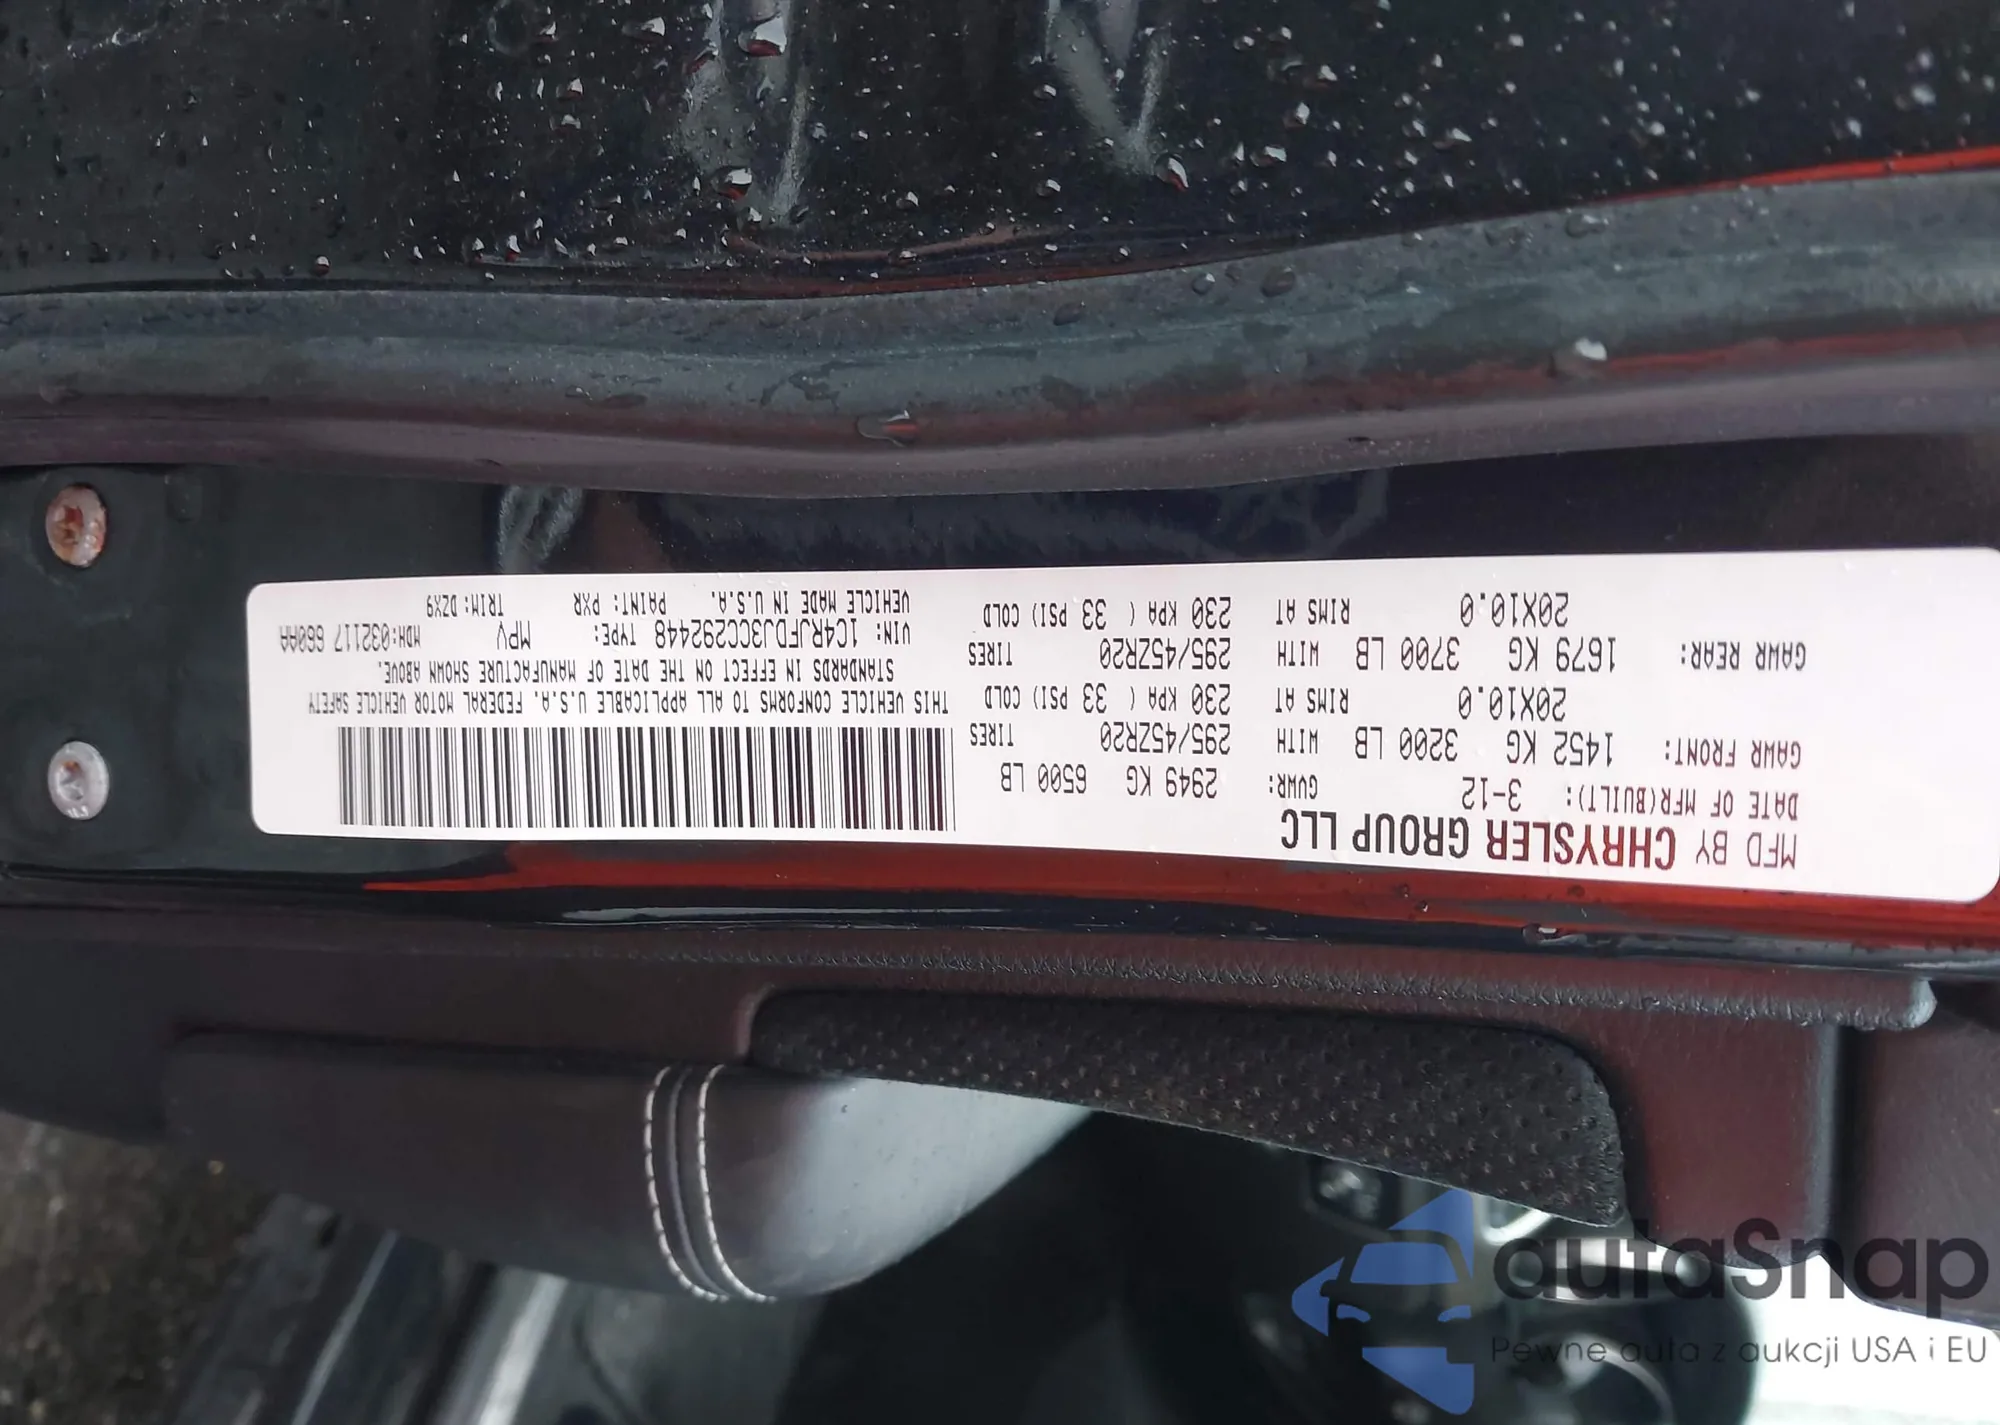 MFD BY CHRYSLER GROUP LLC
DATE OF MFR(BUILT): 3-12 GVWR: 2949 KG 6500 LB
GAWR FRONT: 1452 KG 3200 LB WITH 295/45ZR20 TIRES
20X10.0 RIMS AT 230 KPA ( 33 PSI) COLD
GAWR REAR: 1679 KG 3700 LB WITH 295/45ZR20 TIRES
20X10.0 RIMS AT 230 KPA ( 33 PSI) COLD
THIS VEHICLE CONFORMS TO ALL APPLICABLE U.S.A. FEDERAL MOTOR VEHICLE SAFETY
STANDARDS IN EFFECT ON THE DATE OF MANUFACTURE SHOWN ABOVE.
VIN: 1C4RJFDJ3CC292448 TYPE: MPV MDH:032117 660AA
VEHICLE MADE IN U.S.A. PAINT: PXR TRIM: DZX9
autaSnap
Pewne auta z aukcji USA i EU